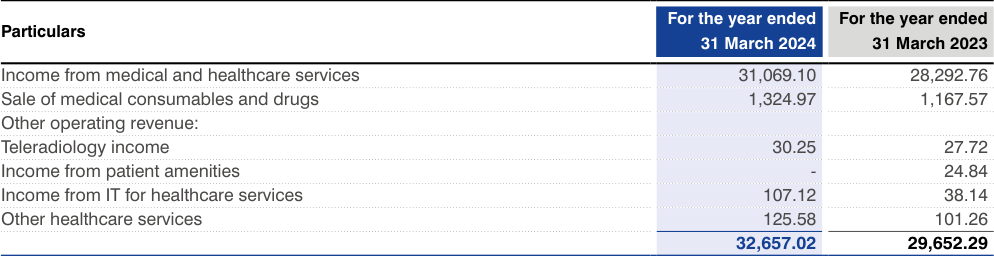 Particulars For the year ended 31 March 2024 For the year ended 31 March 2023
Income from medical and healthcare services 31,069.10 28,292.76
Sale of medical consumables and drugs 1,324.97 1,167.57
Other operating revenue:
Teleradiology income 30.25 27.72
Income from patient amenities - 24.84
Income from IT for healthcare services 107.12 38.14
Other healthcare services 125.58 101.26
32,657.02 29,652.29